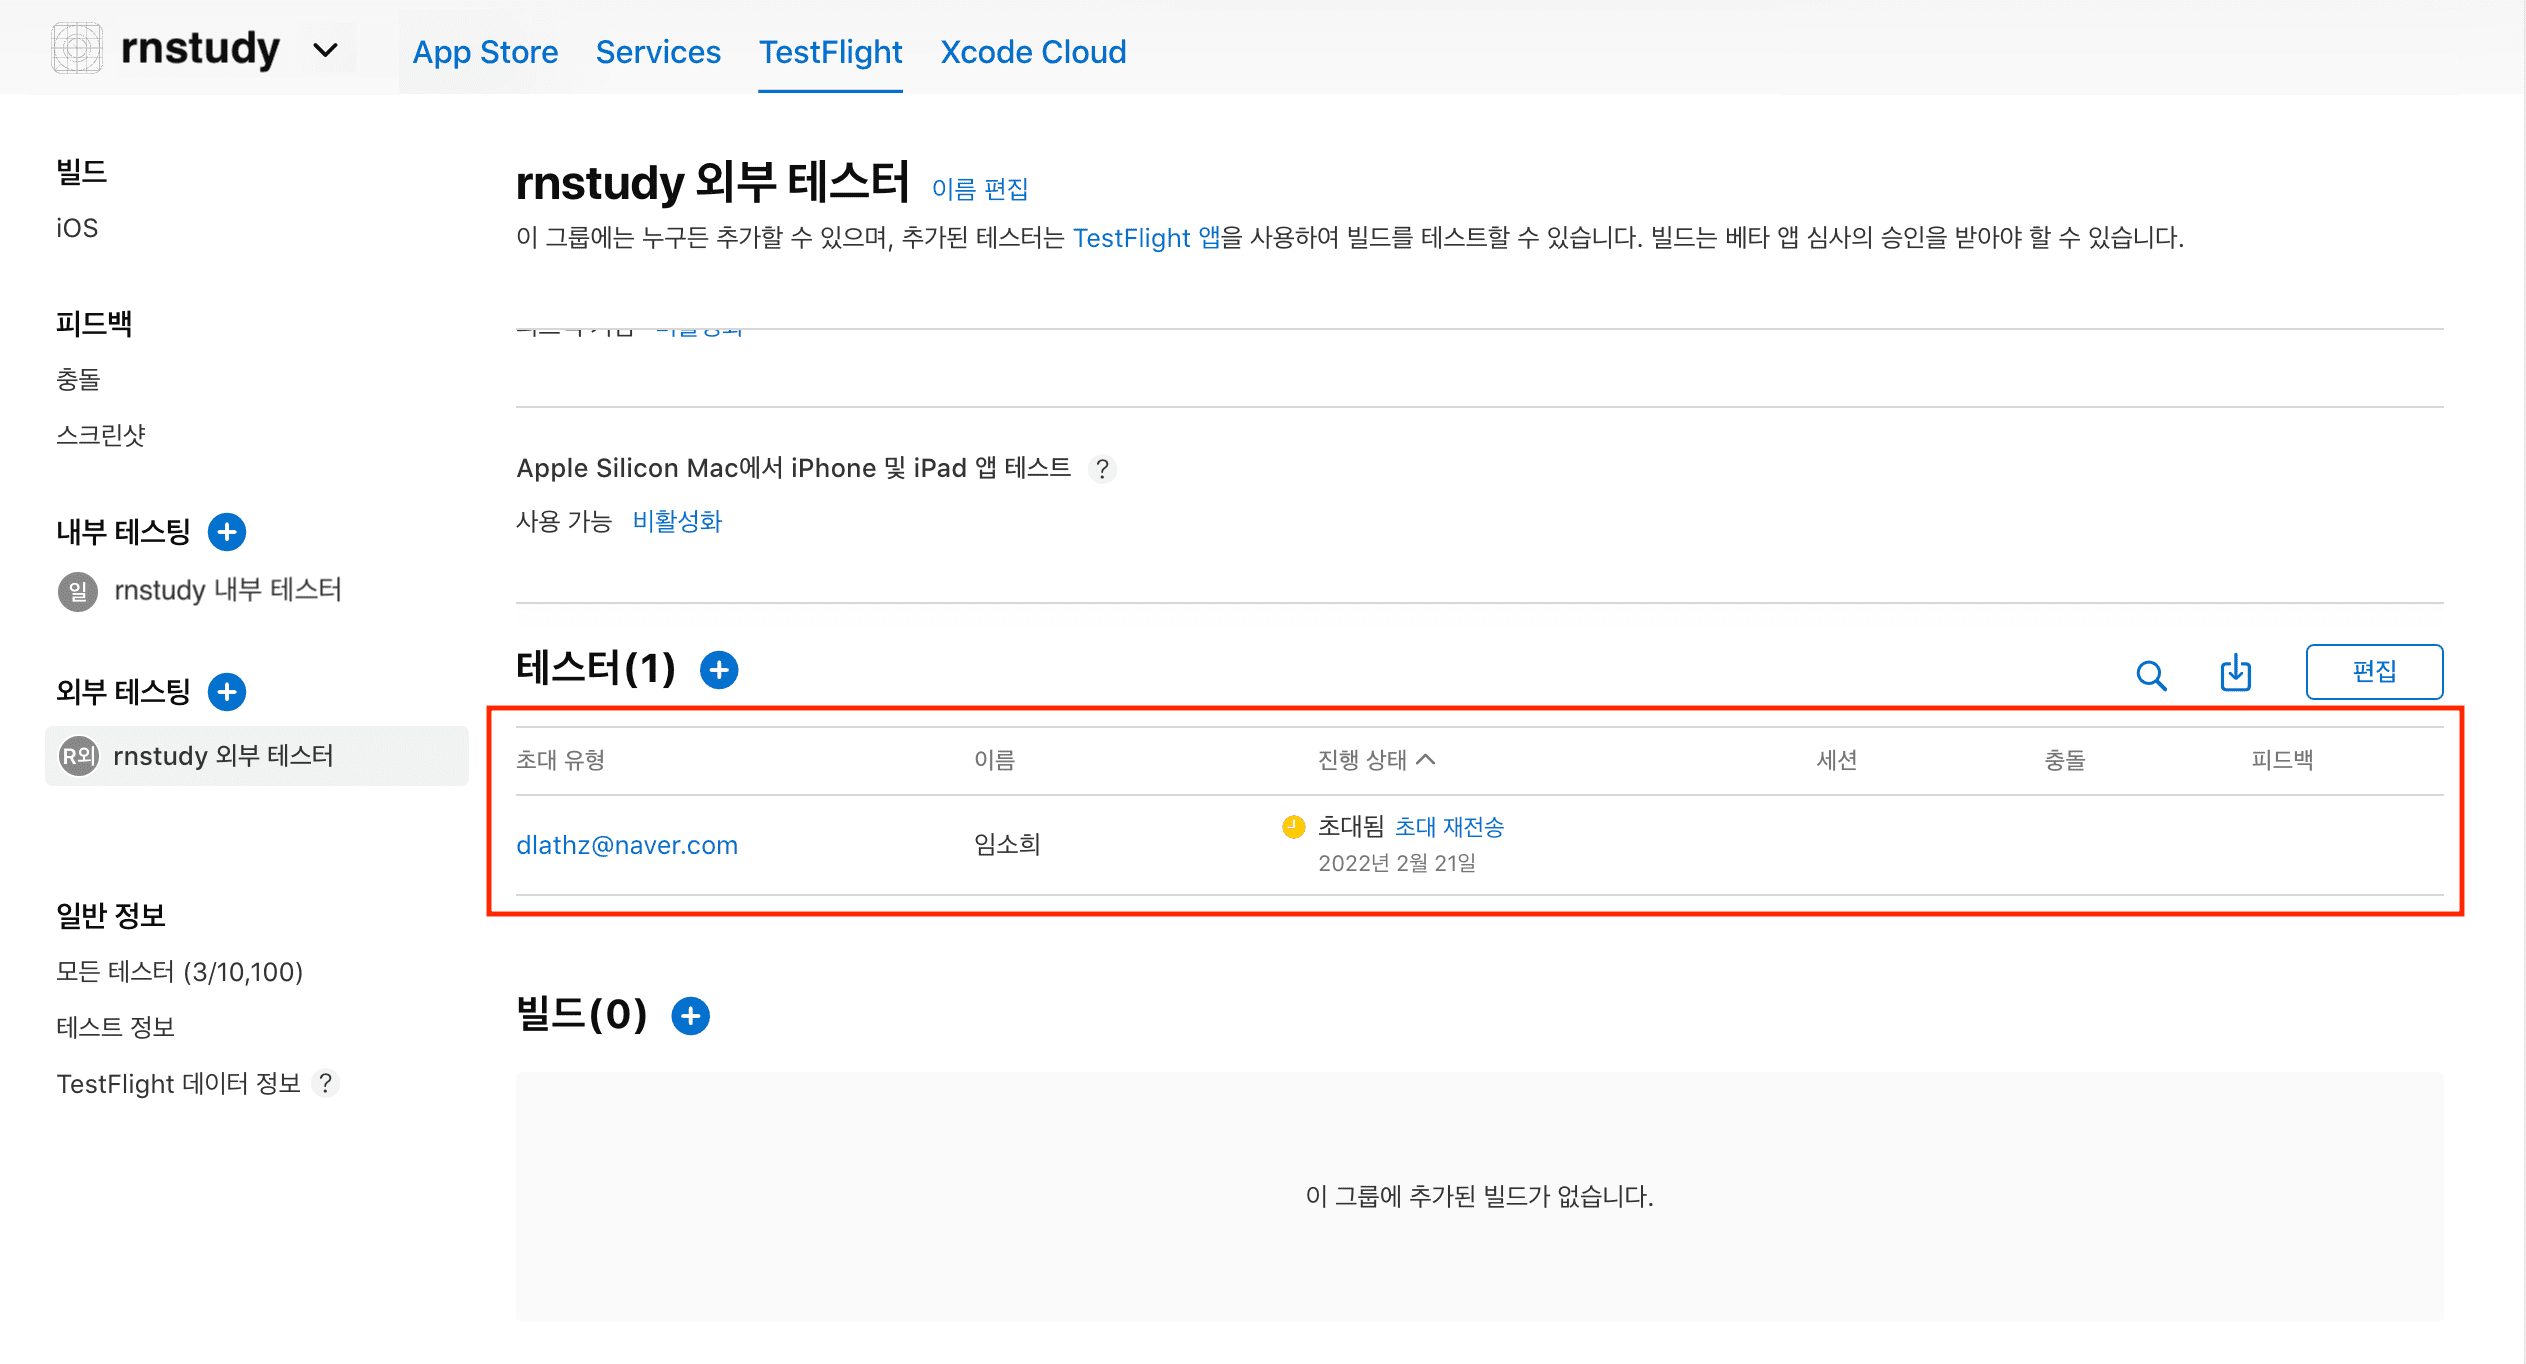 rnstudy
App Store Services TestFlight Xcode Cloud
빌드
iOS
피드백
충돌
스크린샷
내부 테스팅
일 rnstudy 내부 테스터
외부 테스팅
R외 rnstudy 외부 테스터
일반 정보
모든 테스터 (3/10,100)
테스트 정보
TestFlight 데이터 정보 ?
rnstudy 외부 테스터 이름 편집
이 그룹에는 누구든 추가할 수 있으며, 추가된 테스터는 TestFlight 앱을 사용하여 빌드를 테스트할 수 있습니다. 빌드는 베타 앱 심사의 승인을 받아야 할 수 있습니다.
Apple Silicon Mac에서 iPhone 및 iPad 앱 테스트 ?
사용 가능 비활성화
테스터(1)
편집
초대 유형 이름 진행 상태 세션 충돌 피드백
dlathz@naver.com 임소희 초대됨 초대 재전송
2022년 2월 21일
빌드(0)
이 그룹에 추가된 빌드가 없습니다.